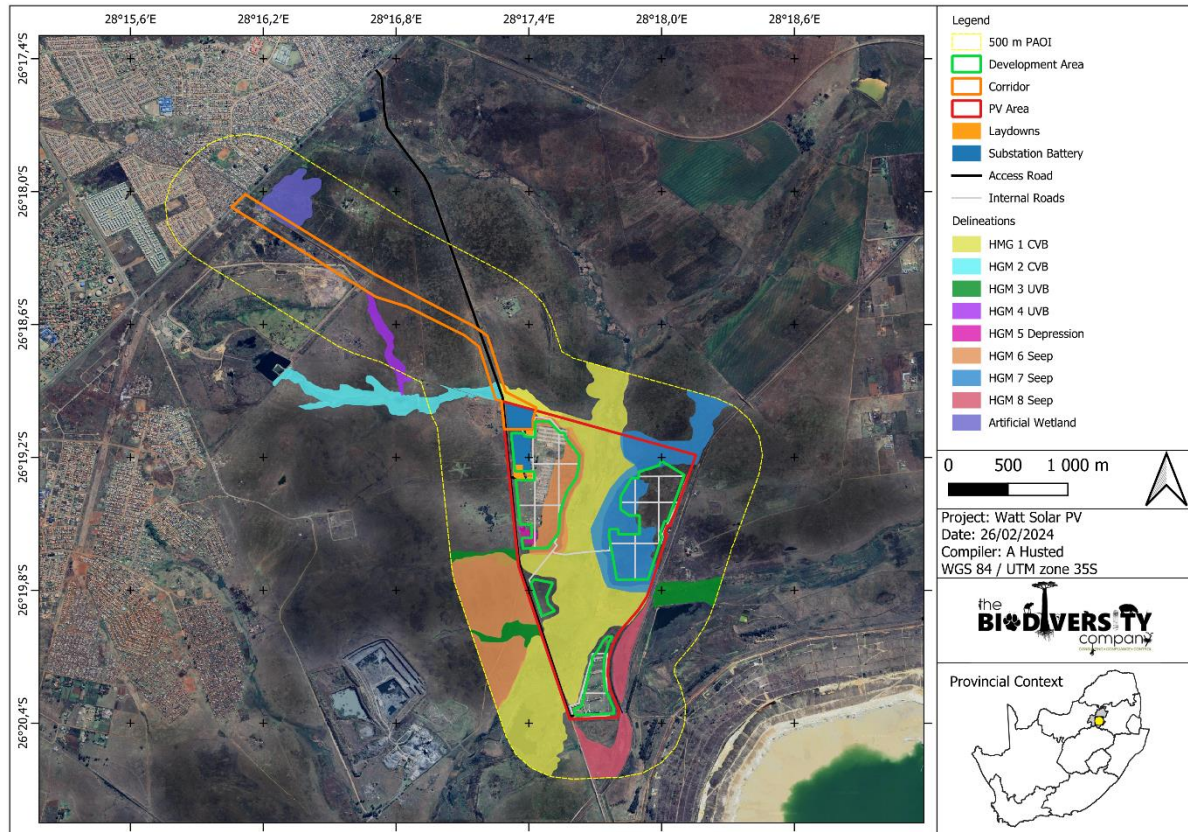 28°15,6'E 28°16,2'E 28°16,8'E 28°17,4'E 28°18,0'E 28°18,6'E
26°17,4'S
26°18,0'S
26°18,6'S
26°19,2'S
26°19,8'S
26°20,4'S
Legend
500 m PAOI
Development Area
Corridor
PV Area
Laydowns
Substation Battery
Access Road
Internal Roads
Delineations
HMG 1 CVB
HGM 2 CVB
HGM 3 UVB
HGM 4 UVB
HGM 5 Depression
HGM 6 Seep
HGM 7 Seep
HGM 8 Seep
Artificial Wetland
0 500 1 000 m
Project: Watt Solar PV
Date: 26/02/2024
Compiler: A Husted
WGS 84 / UTM zone 35S
the
BIODIVERSITY
company
Provincial Context